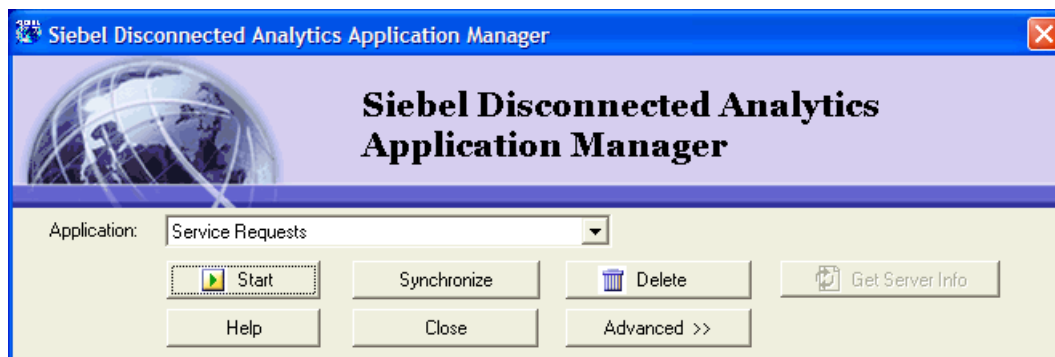 Siebel Disconnected Analytics Application Manager
Siebel Disconnected Analytics
Application Manager
Application: Service Requests
Start Synchronize Delete Get Server Info
Help Close Advanced >>